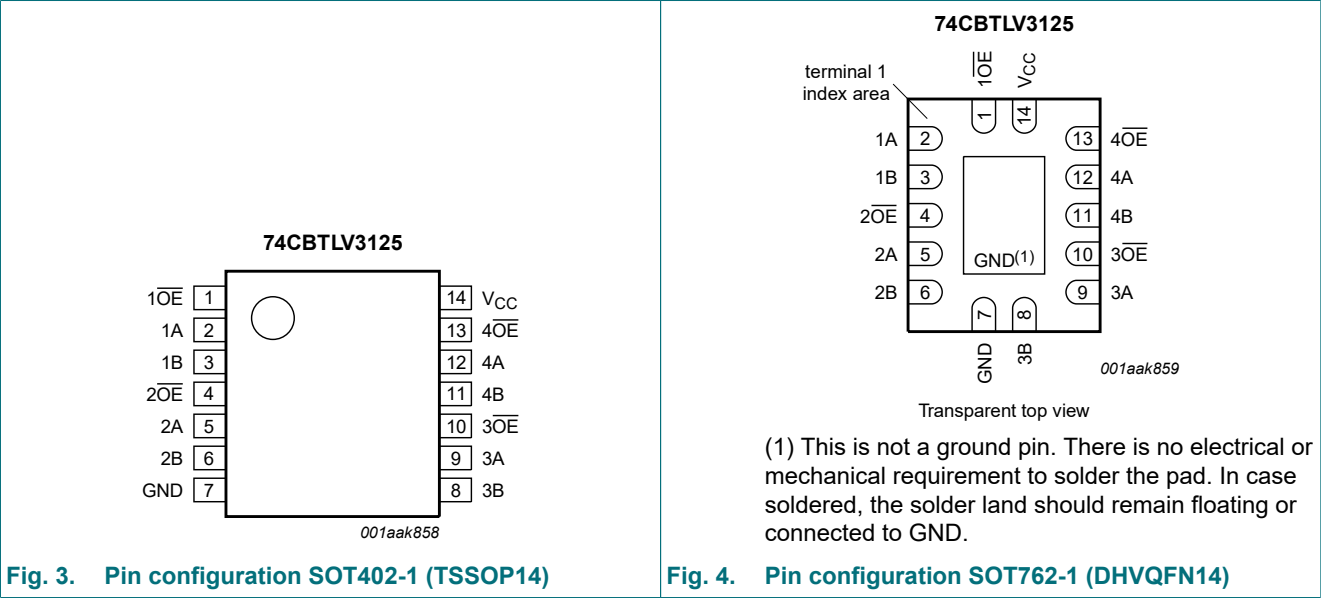 74CBTLV3125
1OE 1
1A 2
1B 3
2OE 4
2A 5
2B 6
GND 7
14 VCC
13 4OE
12 4A
11 4B
10 3OE
9 3A
8 3B
001aak858
Fig. 3. Pin configuration SOT402-1 (TSSOP14)
74CBTLV3125
terminal 1
index area
1OE
VCC
1
14
1A 2
1B 3
2OE 4
2A 5
2B 6
13 4OE
12 4A
11 4B
10 3OE
9 3A
GND(1)
7
8
GND
3B
001aak859
Transparent top view
(1) This is not a ground pin. There is no electrical or
mechanical requirement to solder the pad. In case
soldered, the solder land should remain floating or
connected to GND.
Fig. 4. Pin configuration SOT762-1 (DHVQFN14)